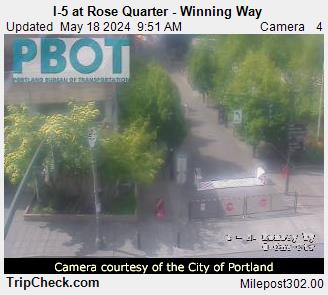 I-5 at Rose Quarter - Winning Way
Updated May 18 2024 9:51 AM Camera 4
PBOT
PORTLAND BUREAU OF TRANSPORTATION
Camera courtesy of the City of Portland
TripCheck.com Milepost302.00